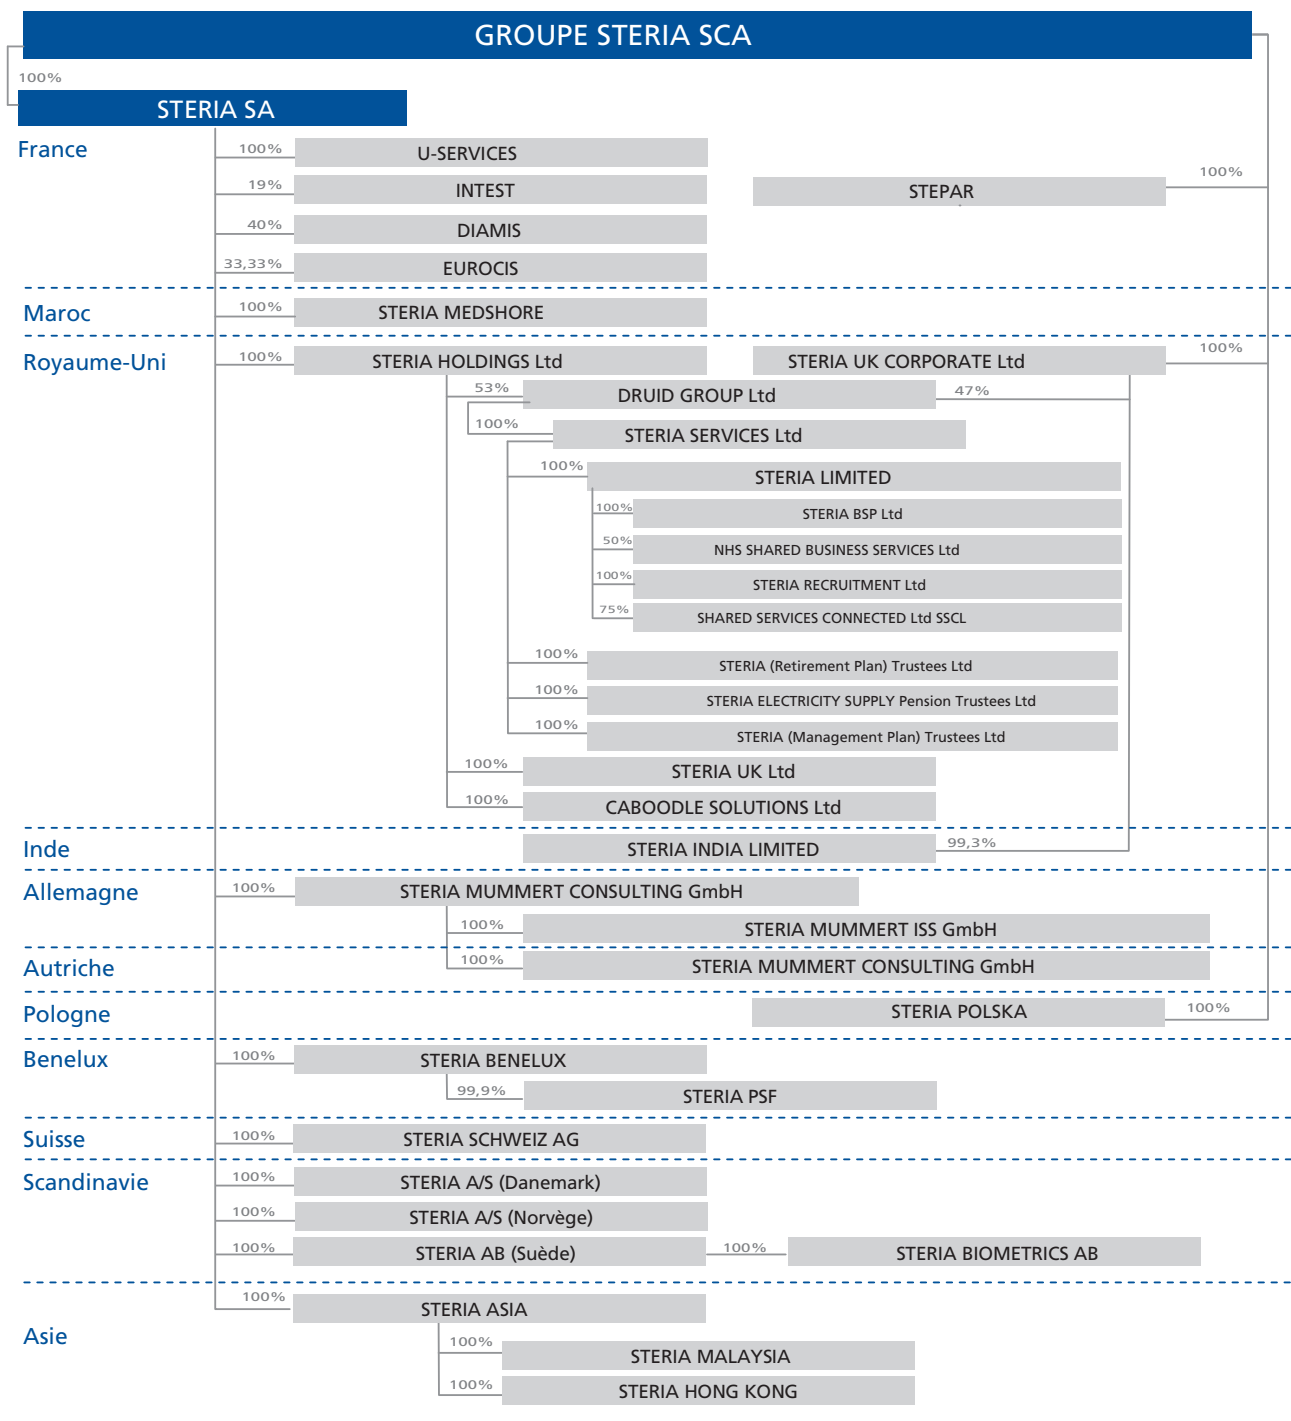 GROUPE STERIA SCA
100%
STERIA SA
France
100%
U-SERVICES
19%
INTEST
STEPAR
100%
40%
DIAMIS
33,33%
EUROCIS
Maroc
100%
STERIA MEDSHORE
Royaume-Uni
100%
STERIA HOLDINGS Ltd
STERIA UK CORPORATE Ltd
100%
53%
DRUID GROUP Ltd
47%
100%
STERIA SERVICES Ltd
100%
STERIA LIMITED
100%
STERIA BSP Ltd
50%
NHS SHARED BUSINESS SERVICES Ltd
100%
STERIA RECRUITMENT Ltd
75%
SHARED SERVICES CONNECTED Ltd SSCL
100%
STERIA (Retirement Plan) Trustees Ltd
100%
STERIA ELECTRICITY SUPPLY Pension Trustees Ltd
100%
STERIA (Management Plan) Trustees Ltd
100%
STERIA UK Ltd
100%
CABOODLE SOLUTIONS Ltd
Inde
STERIA INDIA LIMITED
99,3%
Allemagne
100%
STERIA MUMMERT CONSULTING GmbH
100%
STERIA MUMMERT ISS GmbH
Autriche
100%
STERIA MUMMERT CONSULTING GmbH
Pologne
STERIA POLSKA
100%
Benelux
100%
STERIA BENELUX
99,9%
STERIA PSF
Suisse
100%
STERIA SCHWEIZ AG
Scandinavie
100%
STERIA A/S (Danemark)
100%
STERIA A/S (Norvège)
100%
STERIA AB (Suède)
100%
STERIA BIOMETRICS AB
Asie
100%
STERIA ASIA
100%
STERIA MALAYSIA
100%
STERIA HONG KONG